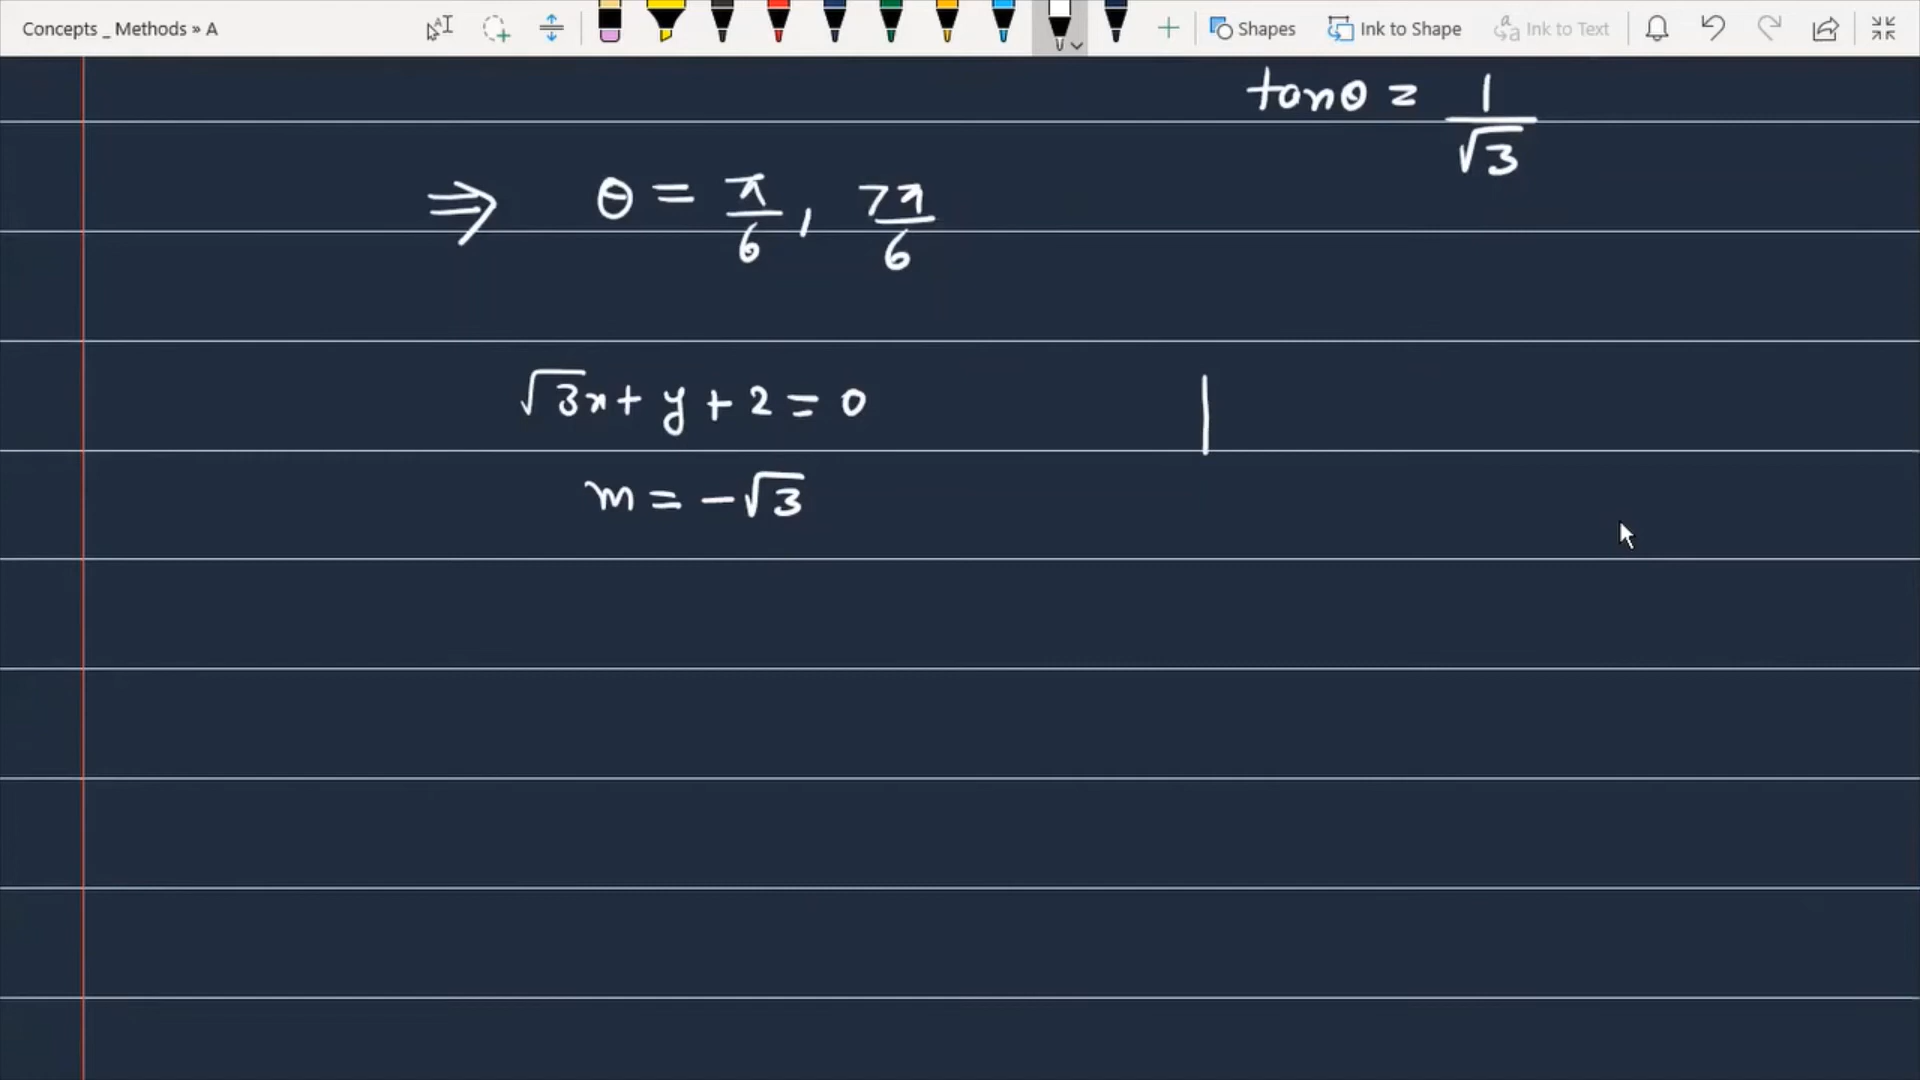 Concepts _ Methods » A
Shapes
Ink to Shape
Ink to Text
tanθ = 1/√3
⇒ θ = π/6, 7π/6
√3x + y + 2 = 0
m = -√3